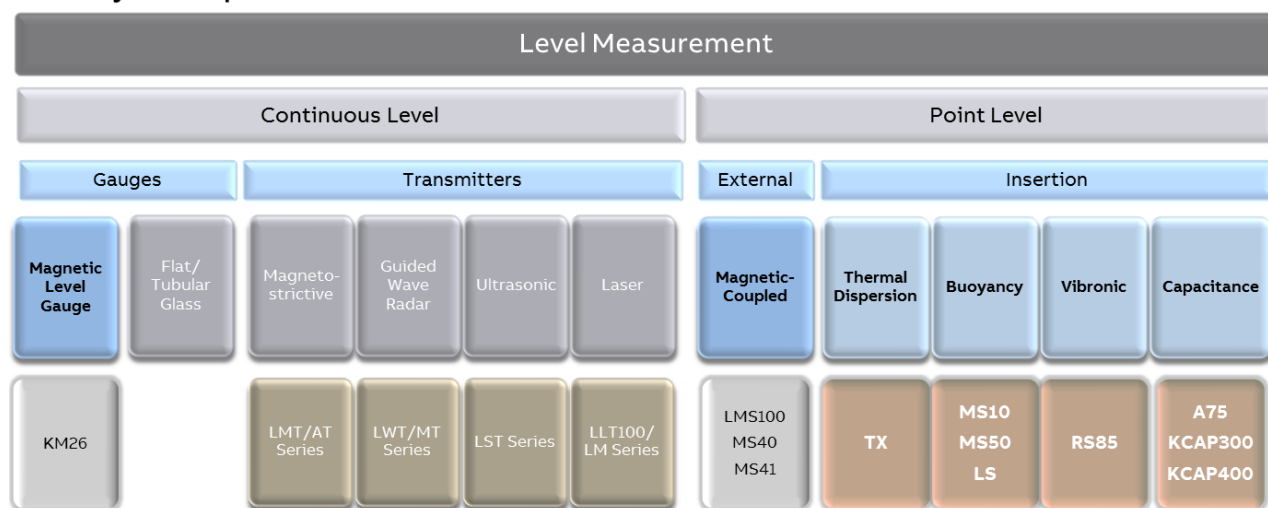 Level Measurement
Continuous Level
Point Level
Gauges
Transmitters
External
Insertion
Magnetic
Level
Gauge
Flat/
Tubular
Glass
Magneto-
strictive
Guided
Wave
Radar
Ultrasonic
Laser
Magnetic-
Coupled
Thermal
Dispersion
Buoyancy
Vibronic
Capacitance
KM26
LMT/AT
Series
LWT/MT
Series
LST Series
LLT100/
LM Series
LMS100
MS40
MS41
TX
MS10
MS50
LS
RS85
A75
KCAP300
KCAP400